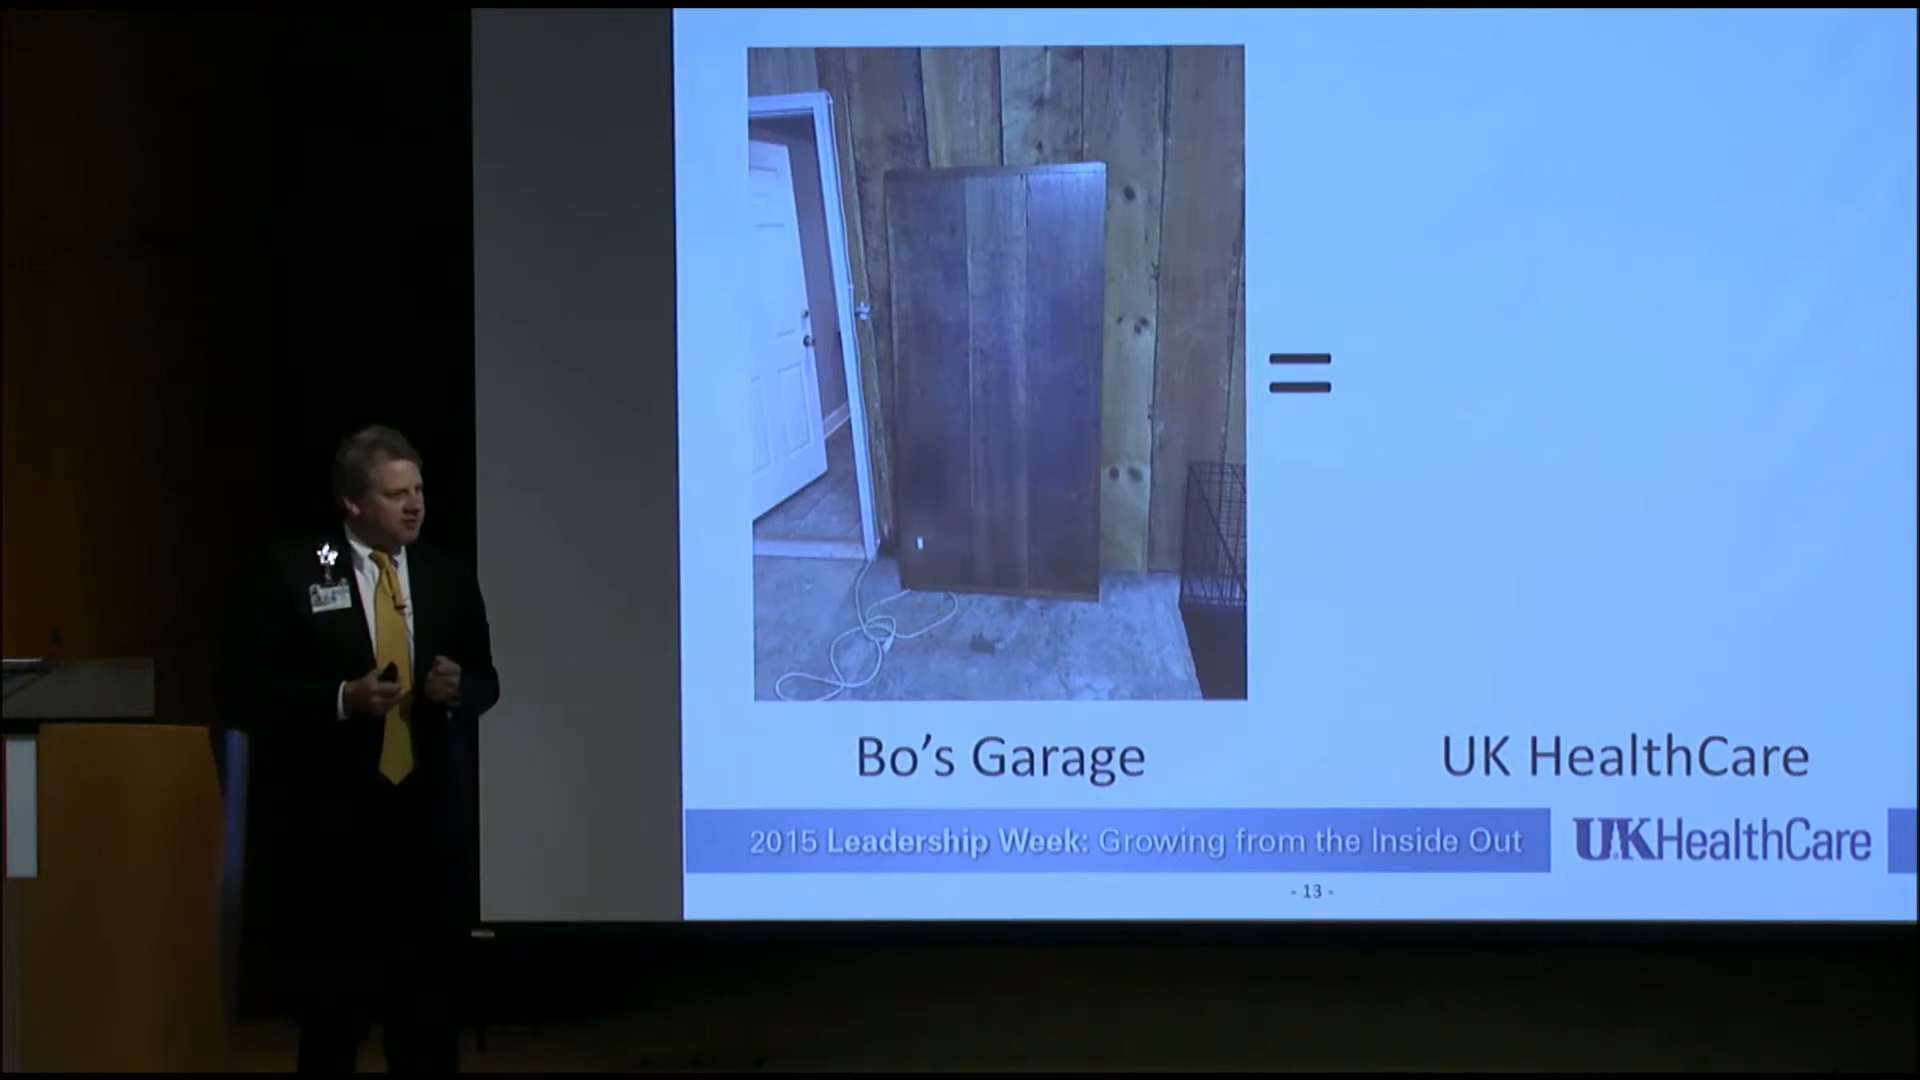 =
Bo's Garage
UK HealthCare
2015 Leadership Week: Growing from the Inside Out
UKHealthCare
- 13 -